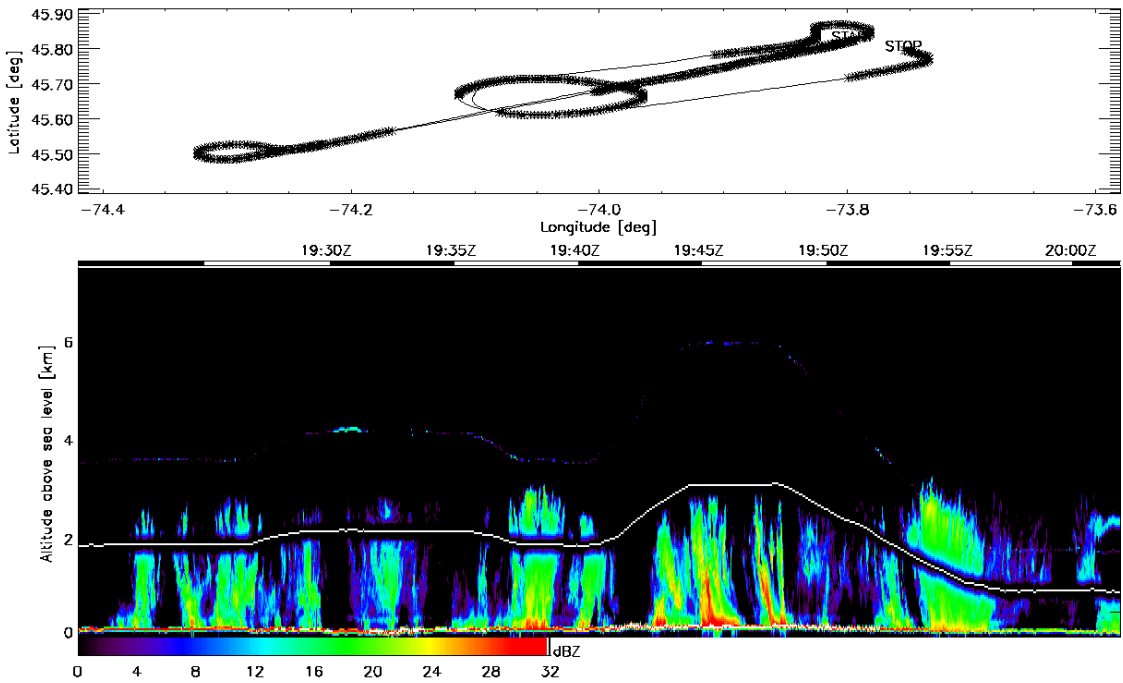 45.90
45.80
45.70
45.60
45.50
45.40
Latitude [deg]
START
STOP
-74.4 -74.2 -74.0 -73.8 -73.6
Longitude [deg]
19:30Z 19:35Z 19:40Z 19:45Z 19:50Z 19:55Z 20:00Z
6
4
2
0
Altitude above sea level [km]
dBZ
0 4 8 12 16 20 24 28 32